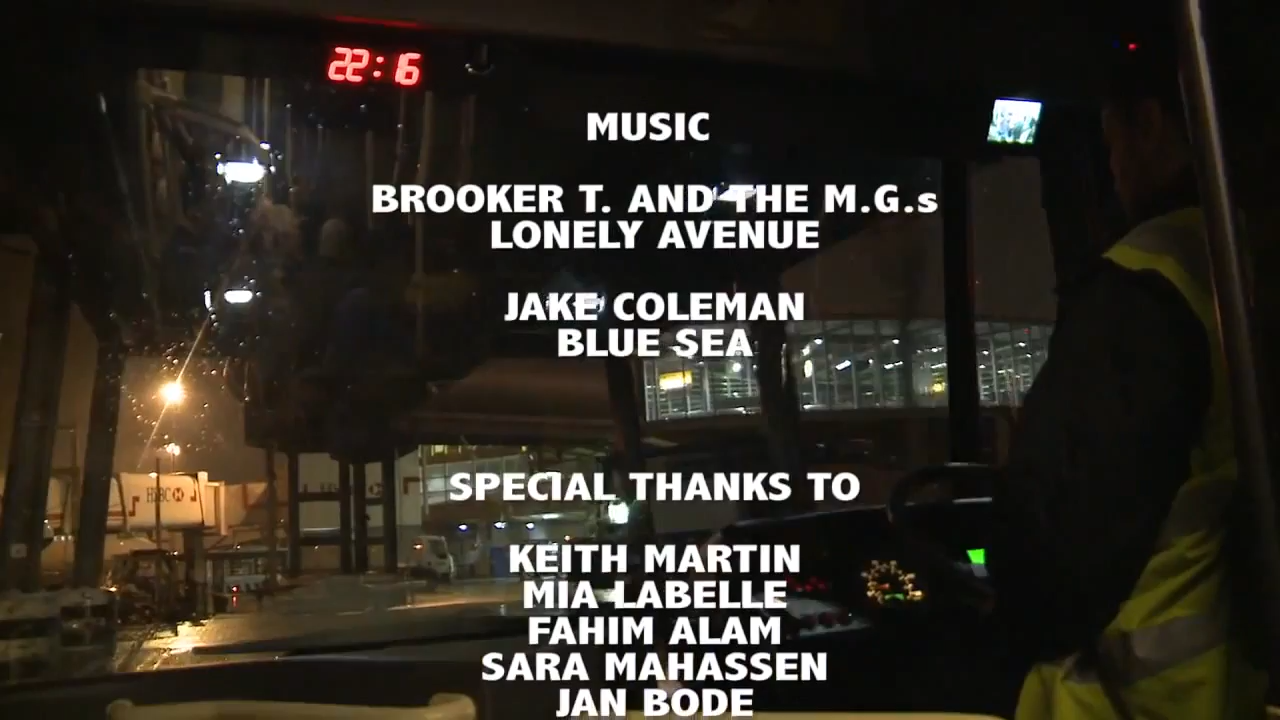 22:16
MUSIC
BROOKER T. AND THE M.G.s
LONELY AVENUE
JAKE COLEMAN
BLUE SEA
HSBC
SPECIAL THANKS TO
KEITH MARTIN
MIA LABELLE
FAHIM ALAM
SARA MAHASSEN
JAN BODE